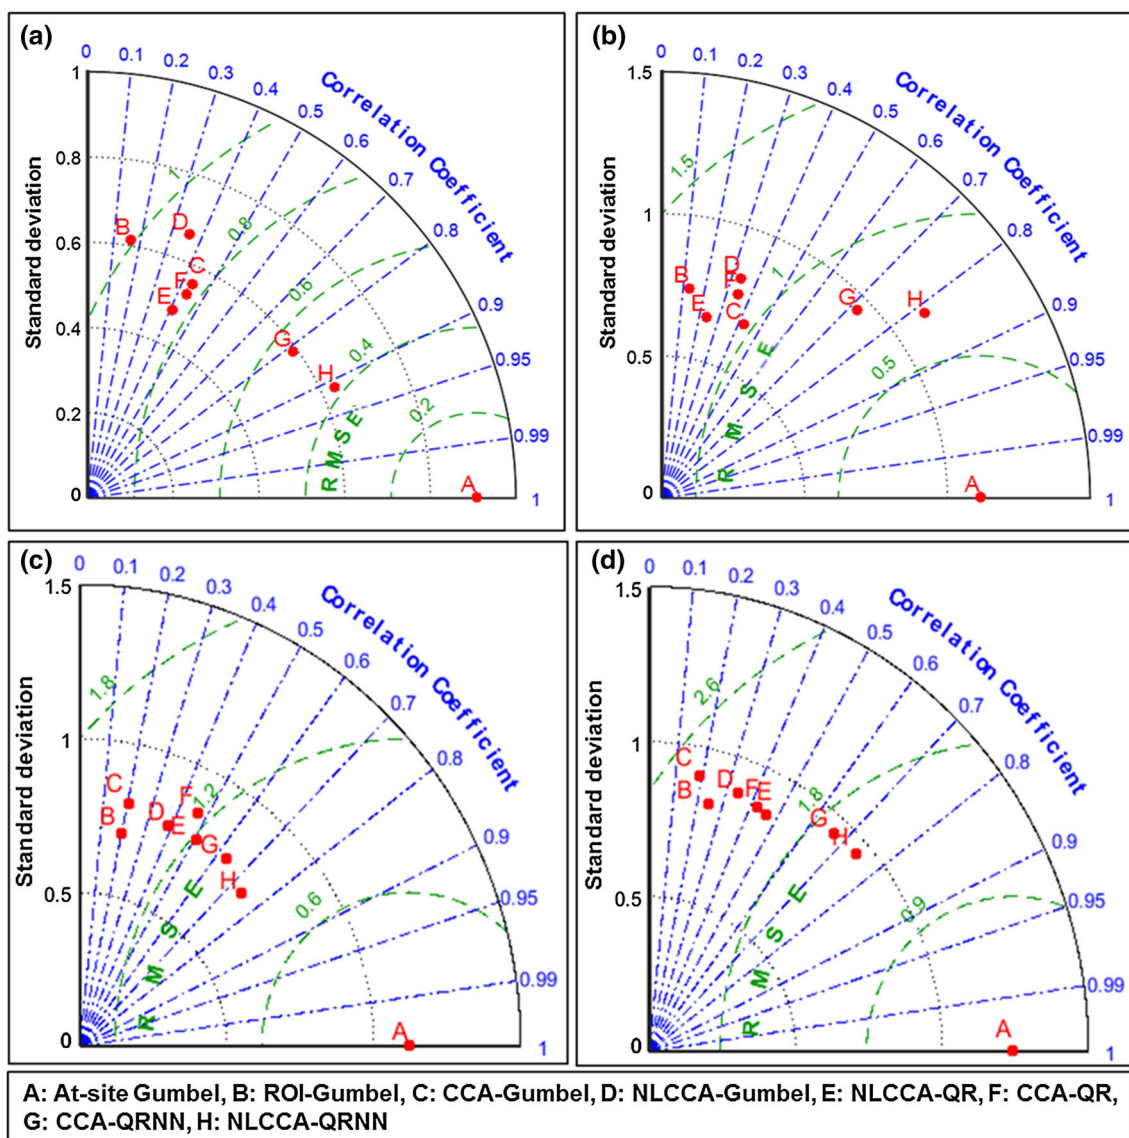 (a)
0 0.1 0.2 0.3 0.4 0.5 0.6 0.7 0.8 0.9 0.95 0.99 1
Correlation Coefficient
Standard deviation
1
0.8
0.6
0.4
0.2
0
1 0.8 0.6 0.4 0.2
RMSE
B D C F E G H A
(b)
0 0.1 0.2 0.3 0.4 0.5 0.6 0.7 0.8 0.9 0.95 0.99 1
Correlation Coefficient
Standard deviation
1.5
1
0.5
0
1.5 1 0.5
RMSE
B D F E C G H A
(c)
0 0.1 0.2 0.3 0.4 0.5 0.6 0.7 0.8 0.9 0.95 0.99 1
Correlation Coefficient
Standard deviation
1.5
1
0.5
0
1.8 1.2 0.6
RMSE
C B D F E G H A
(d)
0 0.1 0.2 0.3 0.4 0.5 0.6 0.7 0.8 0.9 0.95 0.99 1
Correlation Coefficient
Standard deviation
1.5
1
0.5
0
2.6 1.8 0.9
RMSE
C B D F E G H A
A: At-site Gumbel, B: ROI-Gumbel, C: CCA-Gumbel, D: NLCCA-Gumbel, E: NLCCA-QR, F: CCA-QR,
G: CCA-QRNN, H: NLCCA-QRNN